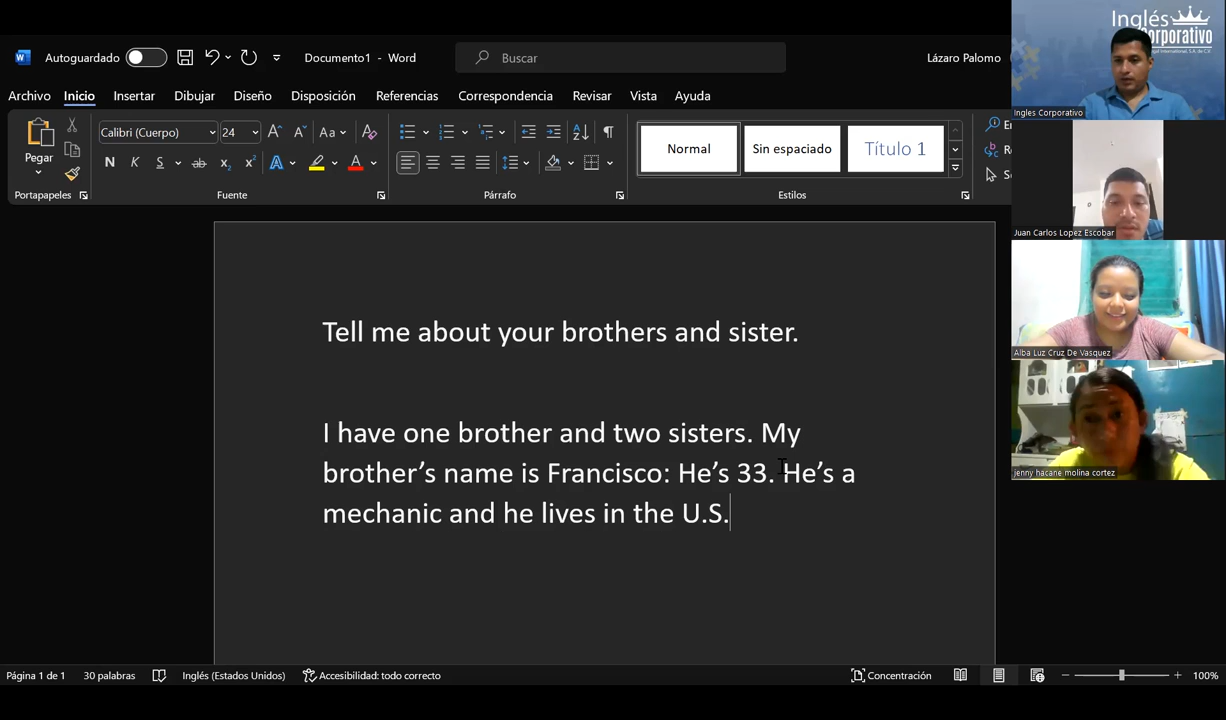 Autoguardado
Documento1 - Word
Buscar
Lázaro Palomo
Archivo Inicio Insertar Dibujar Diseño Disposición Referencias Correspondencia Revisar Vista Ayuda
Pegar
Calibri (Cuerpo) 24
Aa
N K S ab x₂ x² A A
Normal
Sin espaciado
Título 1
Portapapeles
Fuente
Párrafo
Estilos
Tell me about your brothers and sister.
I have one brother and two sisters. My
brother’s name is Francisco: He’s 33. He’s a
mechanic and he lives in the U.S.
Página 1 de 1
30 palabras
Inglés (Estados Unidos)
Accesibilidad: todo correcto
Concentración
100%
Inglés
Corporativo
Ingles Corporativo
Juan Carlos Lopez Escobar
Alba Luz Cruz De Vasquez
jenny hacane molina cortez